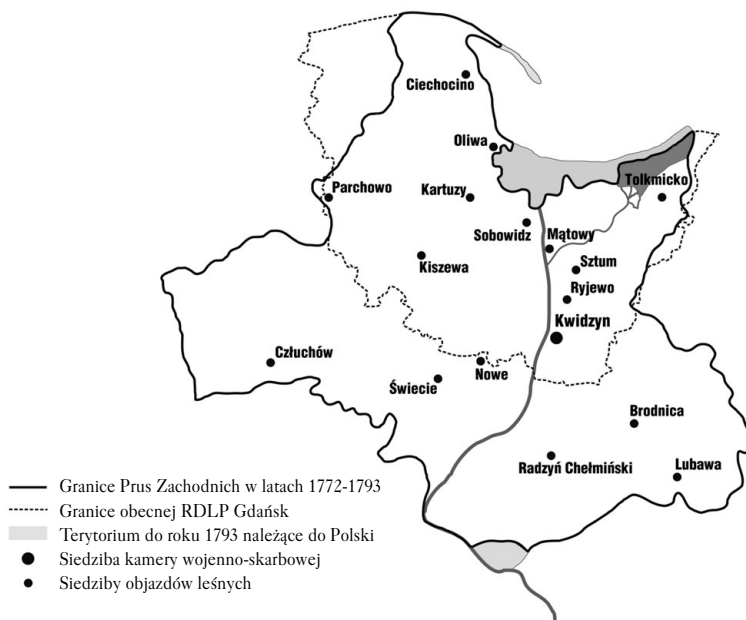 Ciechocino
Oliwa
Tolkmicko
Parchowo
Kartuzy
Sobowidz
Mątowy
Kiszewa
Sztum
Ryjewo
Kwidzyn
Człuchów
Nowe
Świecie
Brodnica
Radzyń Chełmiński
Lubawa
Granice Prus Zachodnich w latach 1772-1793
Granice obecnej RDLP Gdańsk
Terytorium do roku 1793 należące do Polski
Siedziba kamery wojenno-skarbowej
Siedziby objazdów leśnych